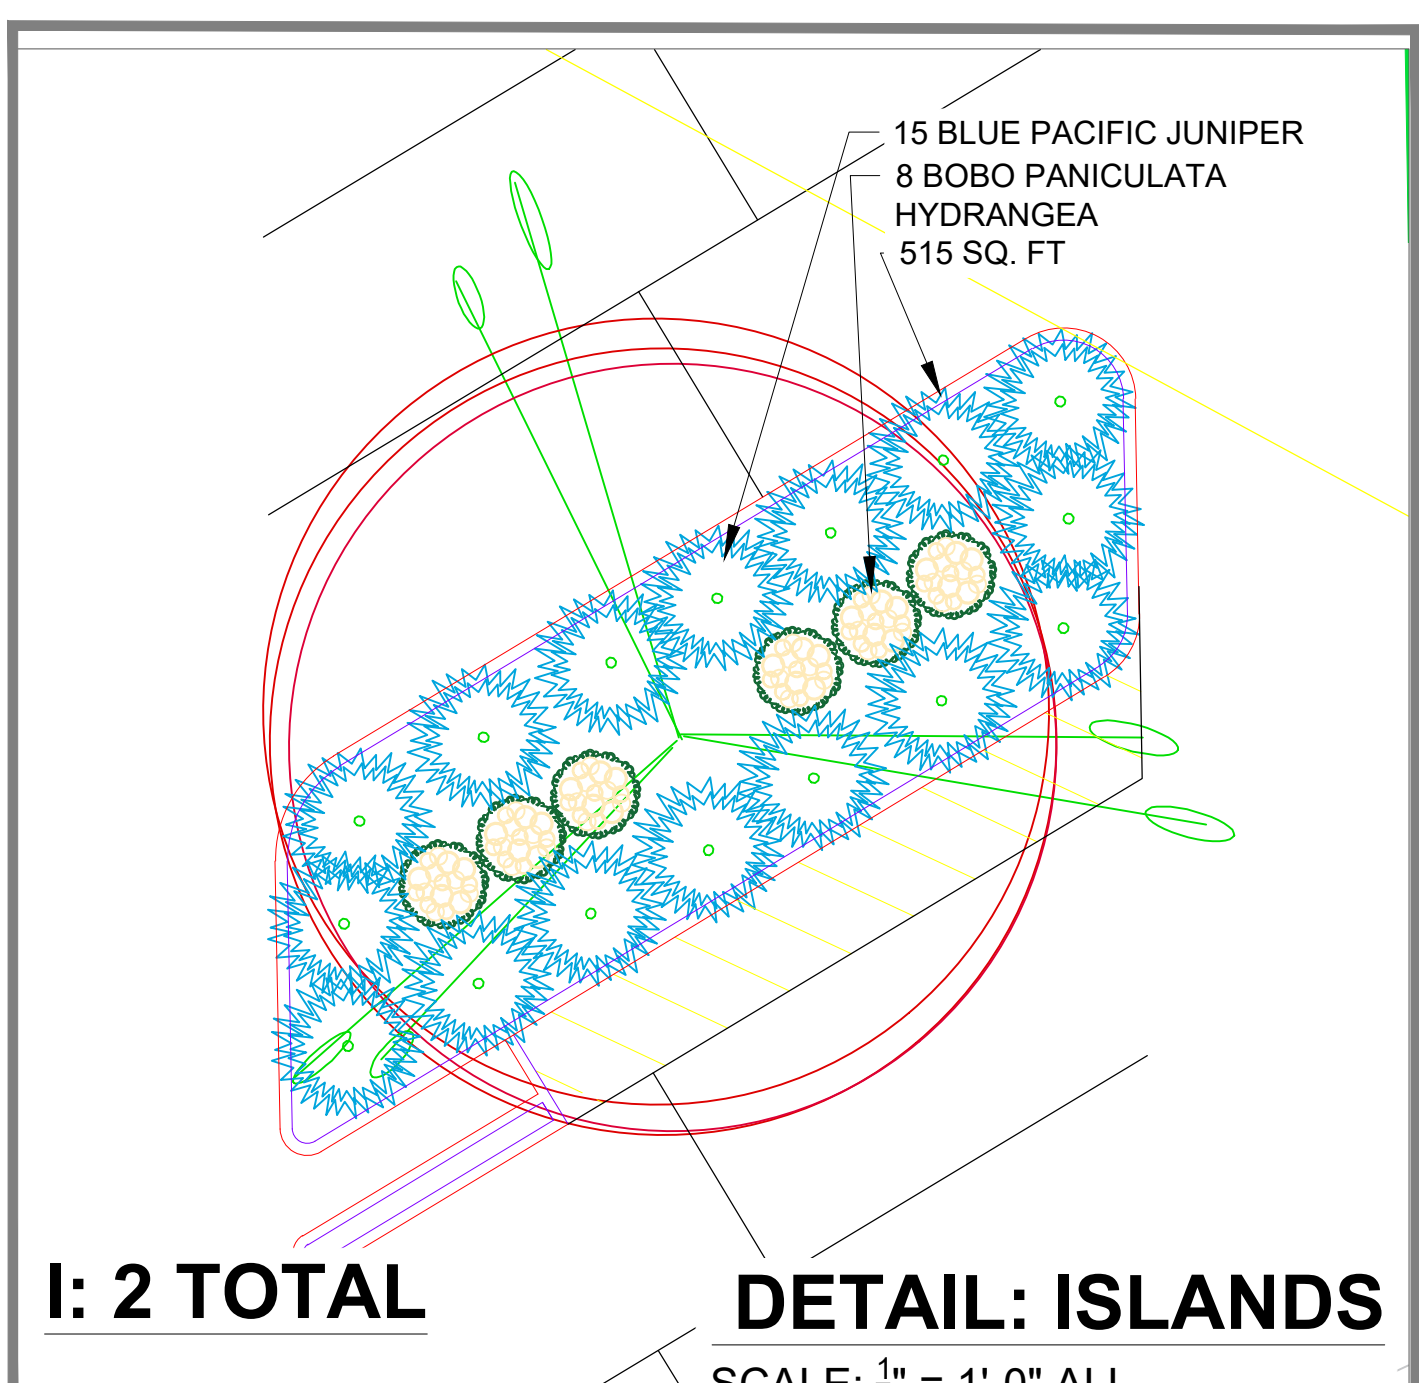 15 BLUE PACIFIC JUNIPER
8 BOBO PANICULATA
HYDRANGEA
515 SQ. FT
I: 2 TOTAL
DETAIL: ISLANDS